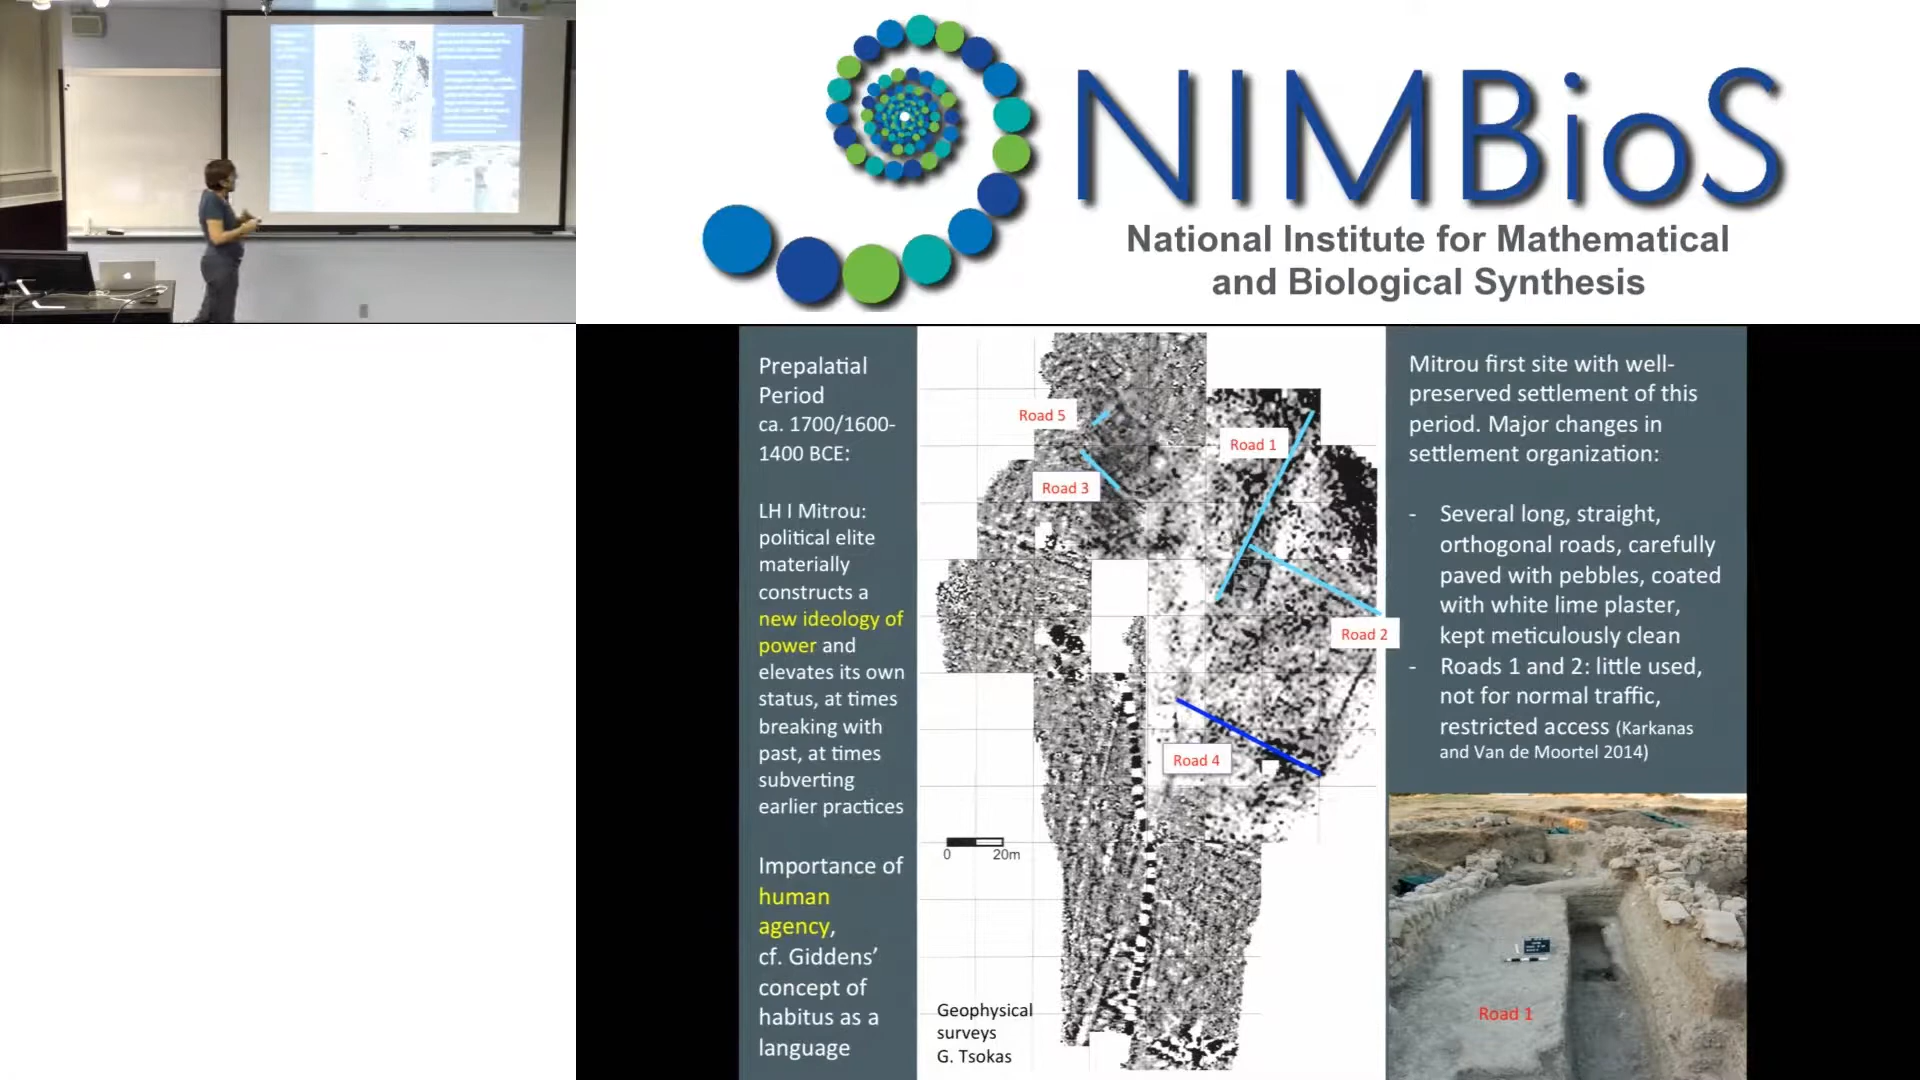 NIMBioS
National Institute for Mathematical
and Biological Synthesis
Prepalatial
Period
ca. 1700/1600-
1400 BCE:
LH I Mitrou:
political elite
materially
constructs a
new ideology of
power and
elevates its own
status, at times
breaking with
past, at times
subverting
earlier practices
Importance of
human
agency,
cf. Giddens’
concept of
habitus as a
language
Road 5
Road 1
Road 3
Road 2
Road 4
0 20m
Geophysical
surveys
G. Tsokas
Mitrou first site with well-
preserved settlement of this
period. Major changes in
settlement organization:
- Several long, straight,
orthogonal roads, carefully
paved with pebbles, coated
with white lime plaster,
kept meticulously clean
- Roads 1 and 2: little used,
not for normal traffic,
restricted access (Karkanas
and Van de Moortel 2014)
Road 1